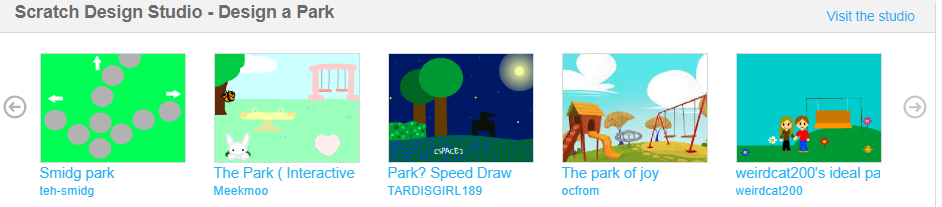 Scratch Design Studio - Design a Park
Visit the studio
[SPACE]
Smidg park
teh-smidg
The Park ( Interactive
Meekmoo
Park? Speed Draw
TARDISGIRL189
The park of joy
ocfrom
weirdcat200's ideal pa
weirdcat200